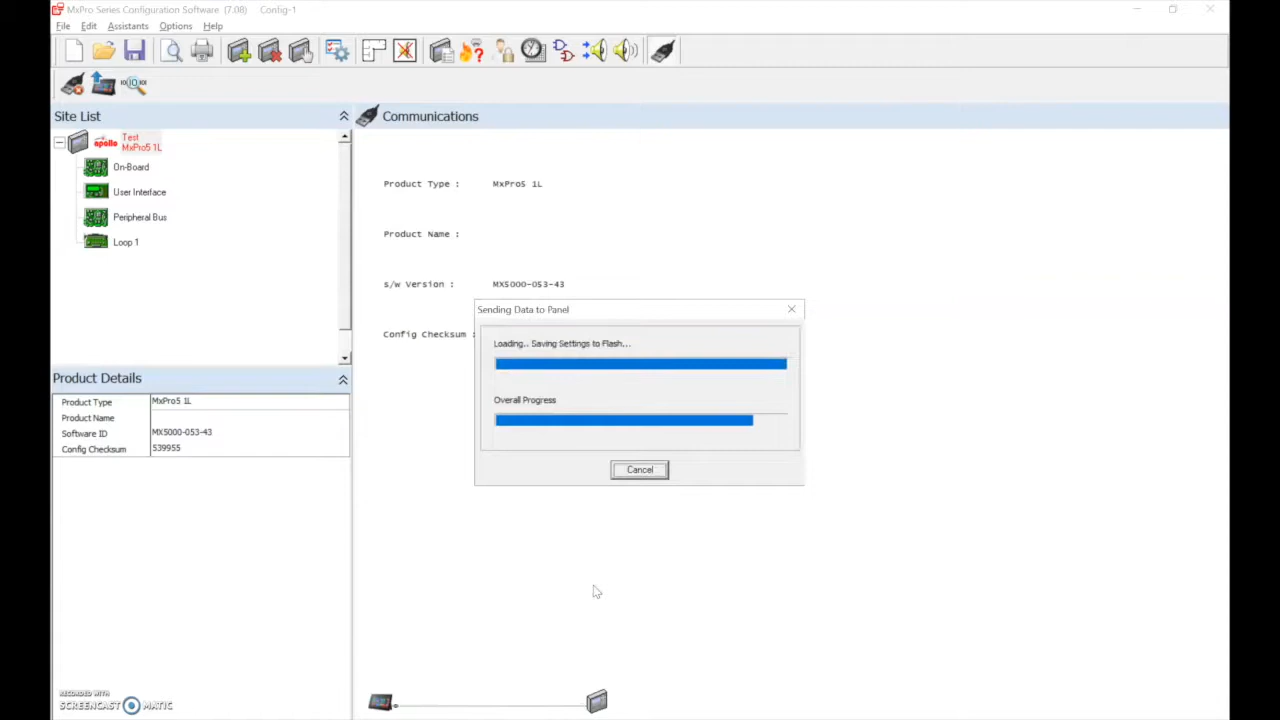 MxPro Series Configuration Software (7.08) Config-1
File Edit Assistants Options Help
Site List
Communications
apollo
Test
MxPro5 1L
On-Board
User Interface
Peripheral Bus
Loop 1
Product Type : MxPro5 1L
Product Name :
s/w Version : MX5000-053-43
Config Checksum :
Sending Data to Panel
Loading.. Saving Settings to Flash...
Overall Progress
Cancel
Product Details
Product Type MxPro5 1L
Product Name
Software ID MX5000-053-43
Config Checksum 539955
RECORDED WITH
SCREENCAST MATIC